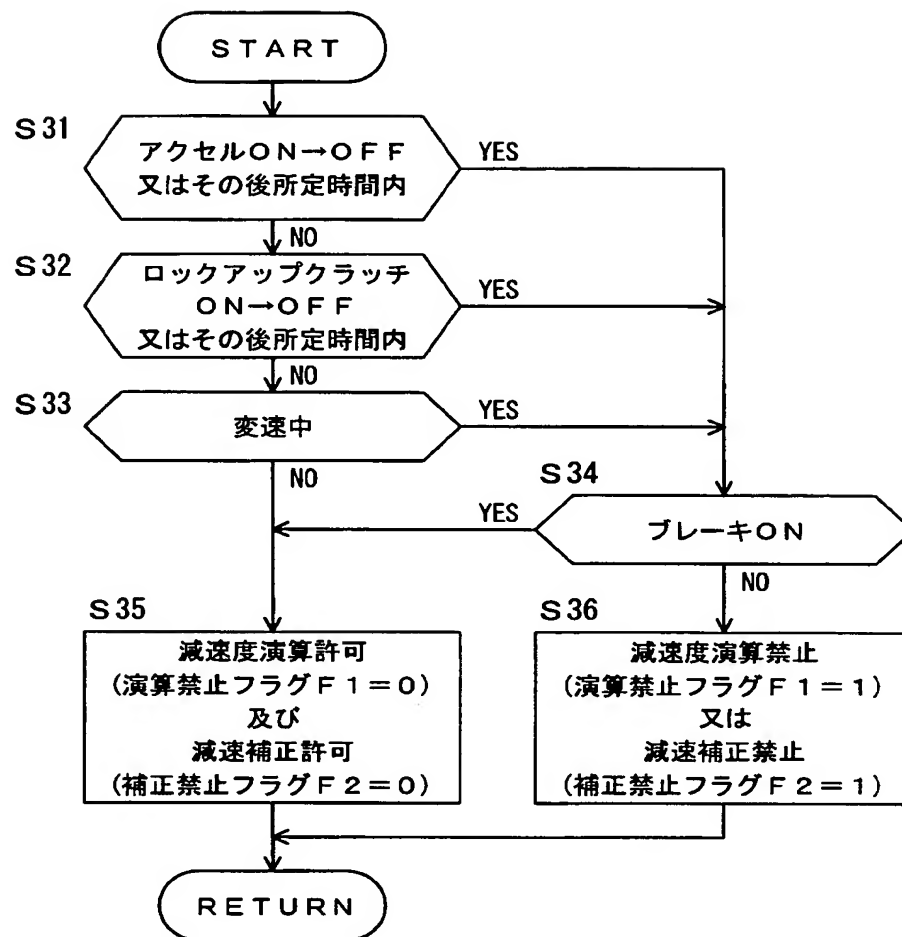 START
S31
アクセルON→OFF
又はその後所定時間内
YES
NO
S32
ロックアップクラッチ
ON→OFF
又はその後所定時間内
YES
NO
S33
変速中
YES
NO
S34
ブレーキON
YES
NO
S35
減速度演算許可
(演算禁止フラグF1=0)
及び
減速補正許可
(補正禁止フラグF2=0)
S36
減速度演算禁止
(演算禁止フラグF1=1)
又は
減速補正禁止
(補正禁止フラグF2=1)
RETURN